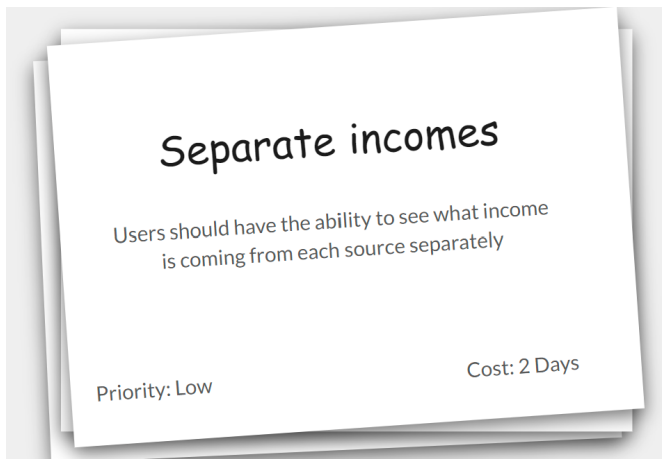 Separate incomes
Users should have the ability to see what income
is coming from each source separately
Priority: Low
Cost: 2 Days